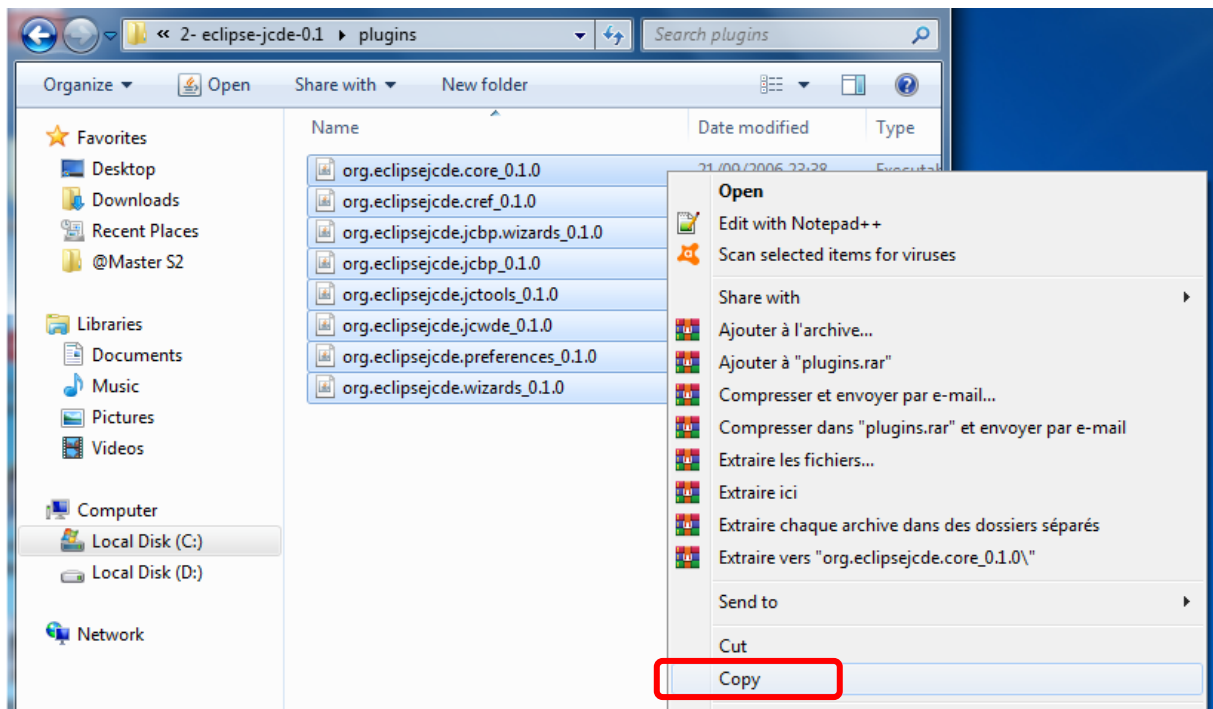 « 2- eclipse-jcde-0.1 plugins Search plugins
Organize Open Share with New folder
Name Date modified Type
Favorites
Desktop
Downloads
Recent Places
@Master S2
Libraries
Documents
Music
Pictures
Videos
Computer
Local Disk (C:)
Local Disk (D:)
Network
org.eclipsejcde.core_0.1.0 21/09/2006 23:38
org.eclipsejcde.cref_0.1.0
org.eclipsejcde.jcbp.wizards_0.1.0
org.eclipsejcde.jcbp_0.1.0
org.eclipsejcde.jctools_0.1.0
org.eclipsejcde.jcwde_0.1.0
org.eclipsejcde.preferences_0.1.0
org.eclipsejcde.wizards_0.1.0
Open
Edit with Notepad++
Scan selected items for viruses
Share with
Ajouter à l'archive...
Ajouter à "plugins.rar"
Compresser et envoyer par e-mail...
Compresser dans "plugins.rar" et envoyer par e-mail
Extraire les fichiers...
Extraire ici
Extraire chaque archive dans des dossiers séparés
Extraire vers "org.eclipsejcde.core_0.1.0\"
Send to
Cut
Copy